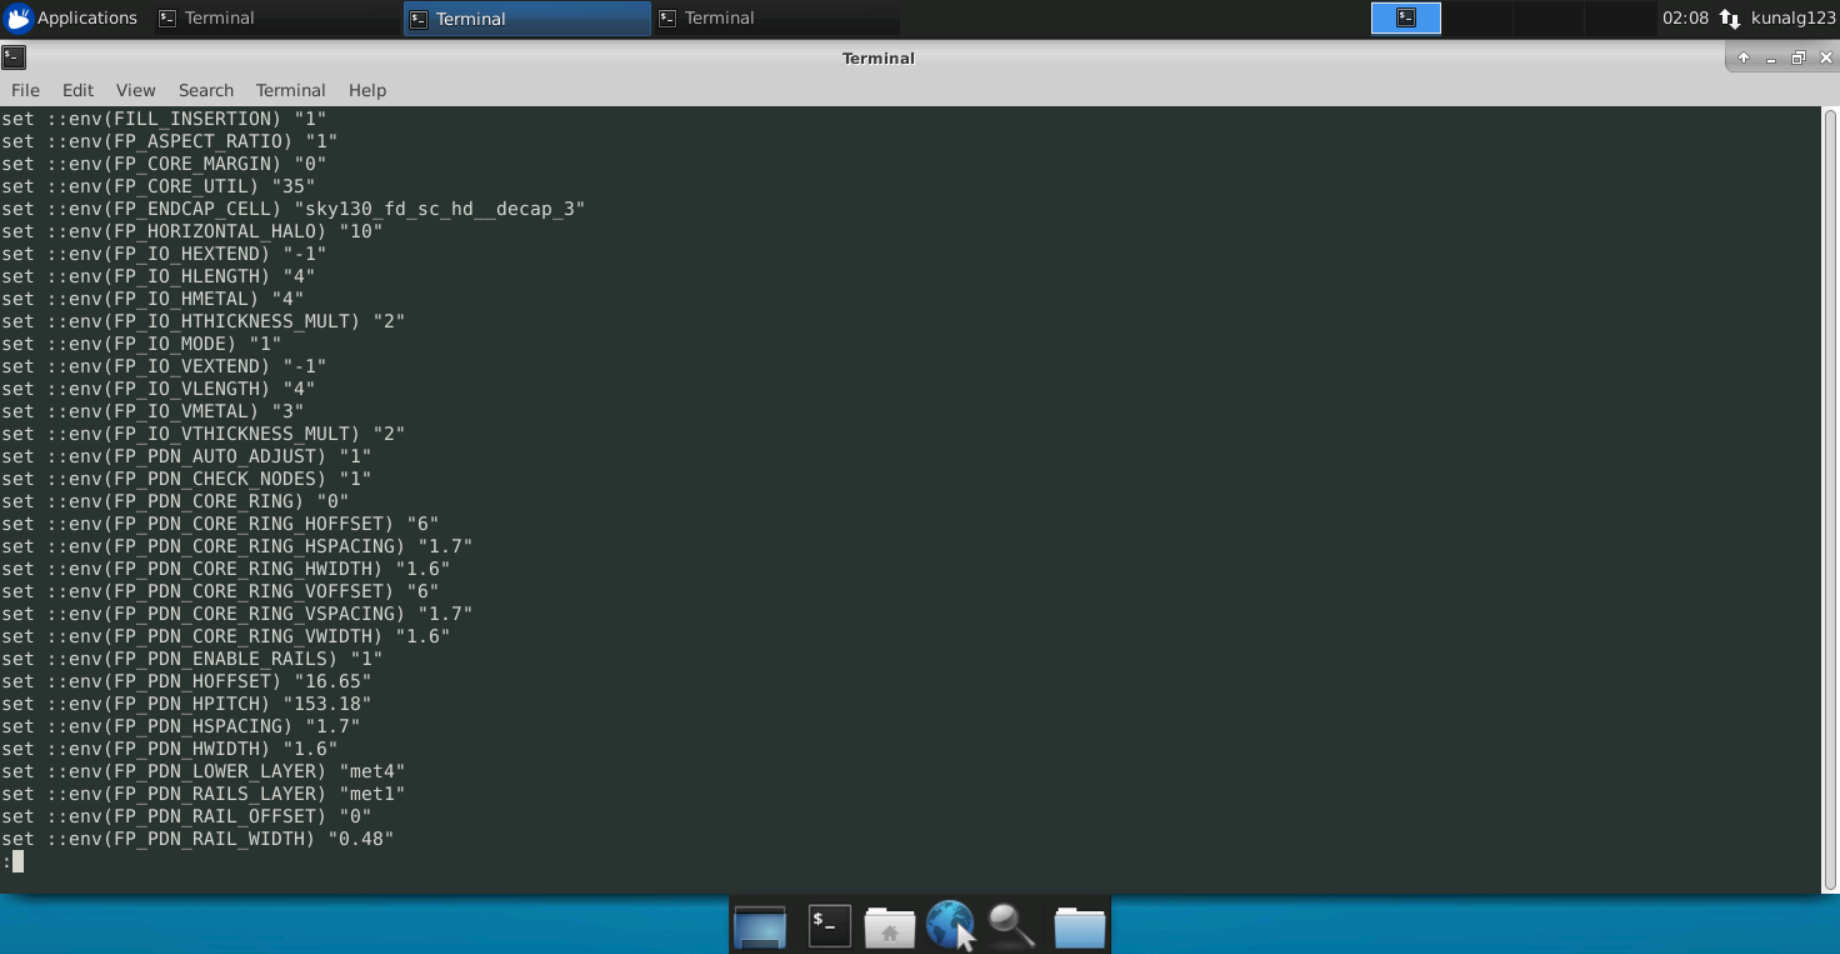 Applications Terminal Terminal Terminal 02:08 kunalg123
Terminal
File Edit View Search Terminal Help
set ::env(FILL_INSERTION) "1"
set ::env(FP_ASPECT_RATIO) "1"
set ::env(FP_CORE_MARGIN) "0"
set ::env(FP_CORE_UTIL) "35"
set ::env(FP_ENDCAP_CELL) "sky130_fd_sc_hd__decap_3"
set ::env(FP_HORIZONTAL_HALO) "10"
set ::env(FP_IO_HEXTEND) "-1"
set ::env(FP_IO_HLENGTH) "4"
set ::env(FP_IO_HMETAL) "4"
set ::env(FP_IO_HTHICKNESS_MULT) "2"
set ::env(FP_IO_MODE) "1"
set ::env(FP_IO_VEXTEND) "-1"
set ::env(FP_IO_VLENGTH) "4"
set ::env(FP_IO_VMETAL) "3"
set ::env(FP_IO_VTHICKNESS_MULT) "2"
set ::env(FP_PDN_AUTO_ADJUST) "1"
set ::env(FP_PDN_CHECK_NODES) "1"
set ::env(FP_PDN_CORE_RING) "0"
set ::env(FP_PDN_CORE_RING_HOFFSET) "6"
set ::env(FP_PDN_CORE_RING_HSPACING) "1.7"
set ::env(FP_PDN_CORE_RING_HWIDTH) "1.6"
set ::env(FP_PDN_CORE_RING_VOFFSET) "6"
set ::env(FP_PDN_CORE_RING_VSPACING) "1.7"
set ::env(FP_PDN_CORE_RING_VWIDTH) "1.6"
set ::env(FP_PDN_ENABLE_RAILS) "1"
set ::env(FP_PDN_HOFFSET) "16.65"
set ::env(FP_PDN_HPITCH) "153.18"
set ::env(FP_PDN_HSPACING) "1.7"
set ::env(FP_PDN_HWIDTH) "1.6"
set ::env(FP_PDN_LOWER_LAYER) "met4"
set ::env(FP_PDN_RAILS_LAYER) "met1"
set ::env(FP_PDN_RAIL_OFFSET) "0"
set ::env(FP_PDN_RAIL_WIDTH) "0.48"
:
$_